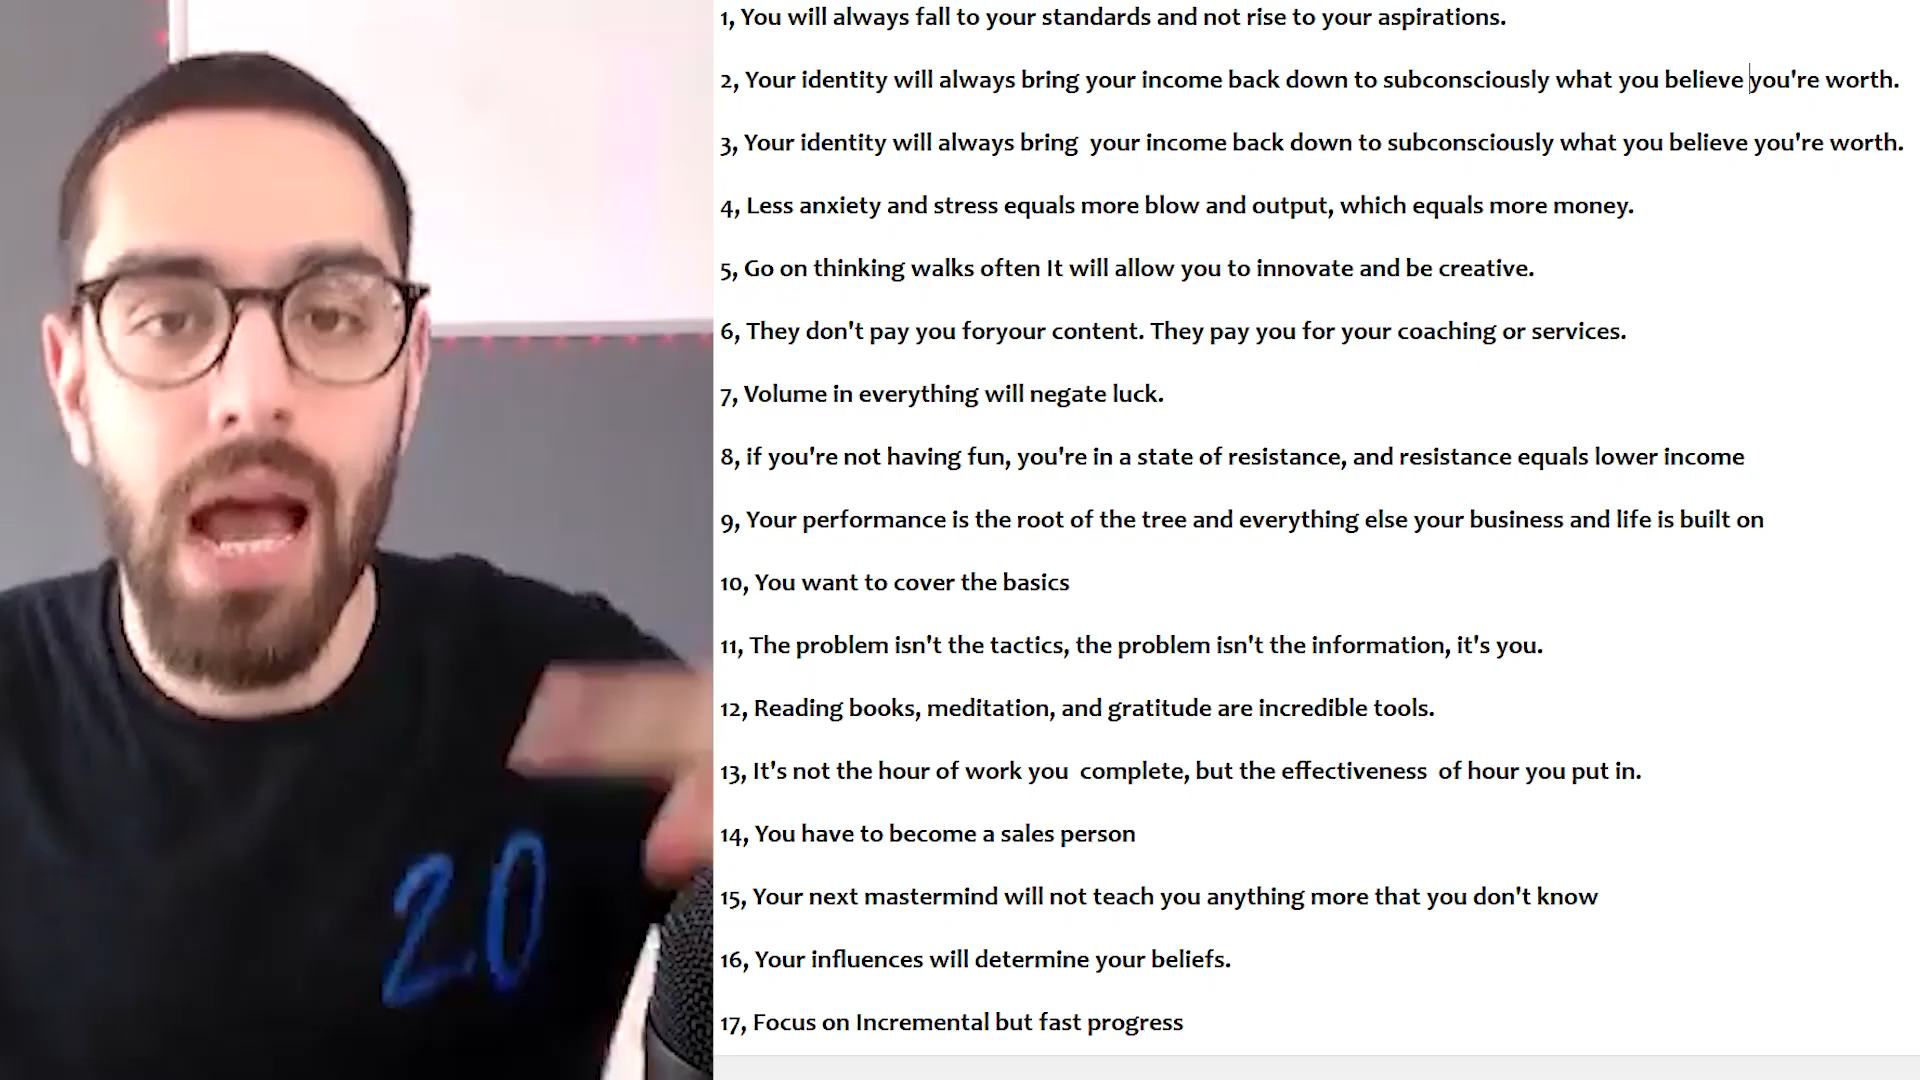 1, You will always fall to your standards and not rise to your aspirations.
2, Your identity will always bring your income back down to subconsciously what you believe you're worth.
3, Your identity will always bring  your income back down to subconsciously what you believe you're worth.
4, Less anxiety and stress equals more blow and output, which equals more money.
5, Go on thinking walks often It will allow you to innovate and be creative.
6, They don't pay you foryour content. They pay you for your coaching or services.
7, Volume in everything will negate luck.
8, if you're not having fun, you're in a state of resistance, and resistance equals lower income
9, Your performance is the root of the tree and everything else your business and life is built on
10, You want to cover the basics
11, The problem isn't the tactics, the problem isn't the information, it's you.
12, Reading books, meditation, and gratitude are incredible tools.
13, It's not the hour of work you  complete, but the effectiveness  of hour you put in.
14, You have to become a sales person
15, Your next mastermind will not teach you anything more that you don't know
16, Your influences will determine your beliefs.
17, Focus on Incremental but fast progress
20